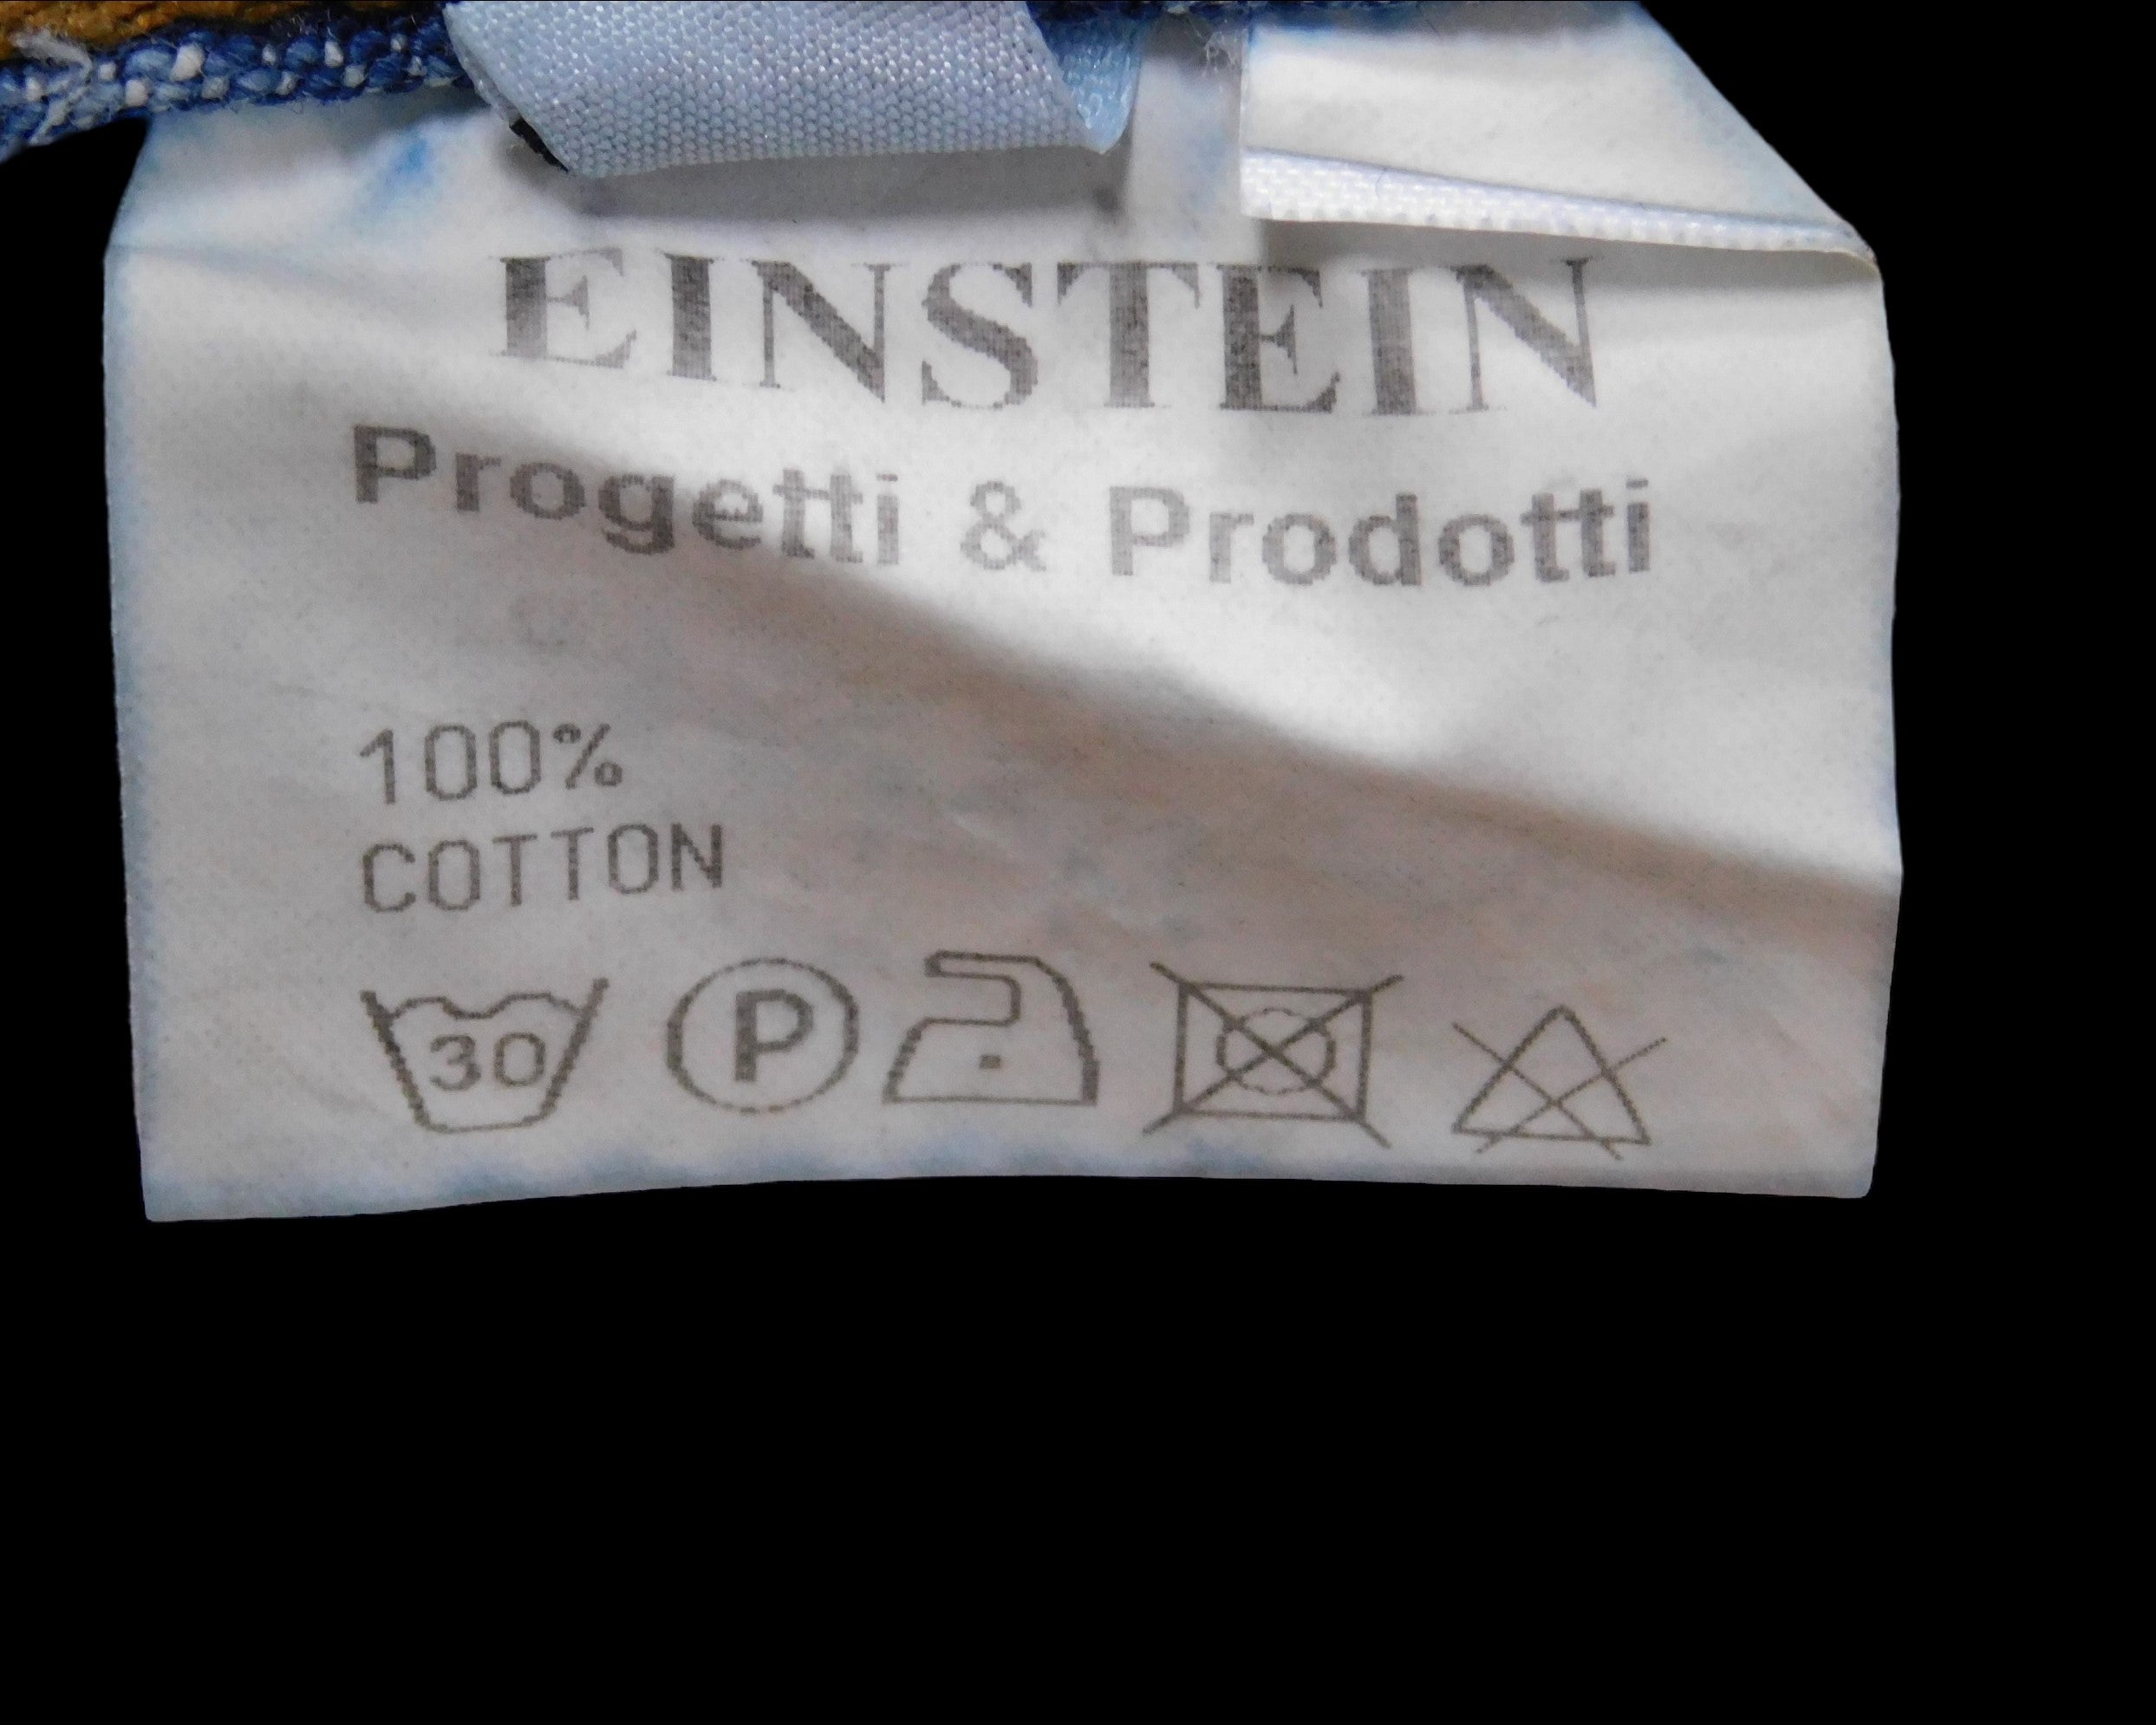 EINSTEIN
Progetti & Prodotti
100%
COTTON
30 P